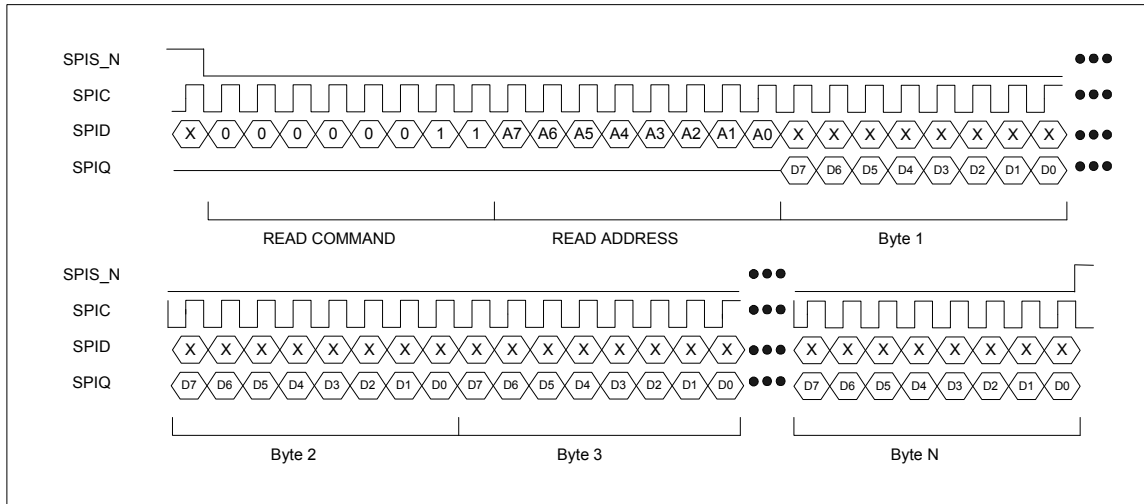 SPIS_N
SPIC
SPID X 0 0 0 0 0 0 1 1 A7 A6 A5 A4 A3 A2 A1 A0 X X X X X X X X
SPIQ D7 D6 D5 D4 D3 D2 D1 D0
READ COMMAND READ ADDRESS Byte 1
SPIS_N
SPIC
SPID X X X X X X X X X X X X X X X X X X X X X X X X
SPIQ D7 D6 D5 D4 D3 D2 D1 D0 D7 D6 D5 D4 D3 D2 D1 D0 D7 D6 D5 D4 D3 D2 D1 D0
Byte 2 Byte 3 Byte N